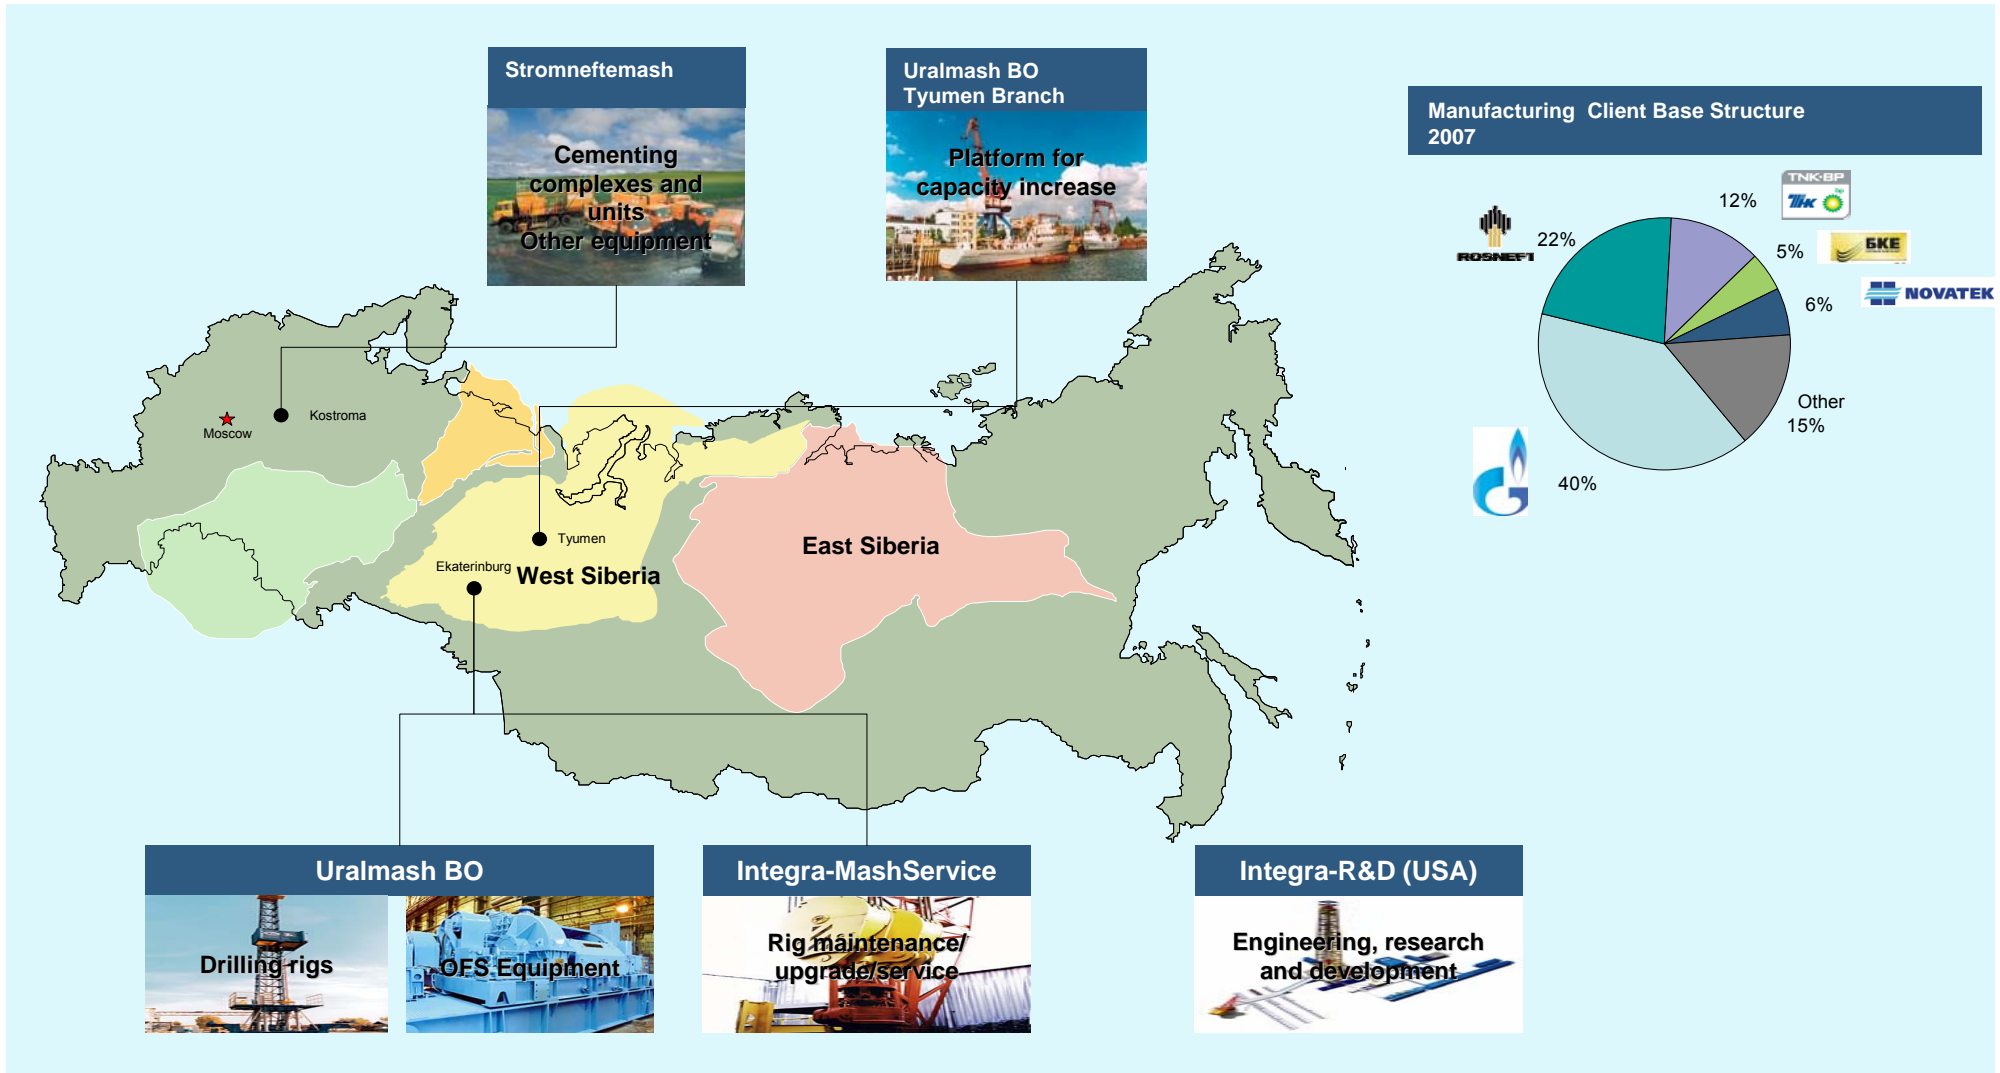 Stromneftemash
Cementing
complexes and
units
Other equipment
Uralmash BO
Tyumen Branch
Platform for
capacity increase
Manufacturing Client Base Structure
2007
ROSNEFT
22%
12%
TNK-BP
ТНК
bp
5%
БКЕ
6%
NOVATEK
Other
15%
40%
Kostroma
Moscow
Tyumen
Ekaterinburg
West Siberia
East Siberia
Uralmash BO
Drilling rigs
OFS Equipment
Integra-MashService
Rig maintenance/
upgrade/service
Integra-R&D (USA)
Engineering, research
and development